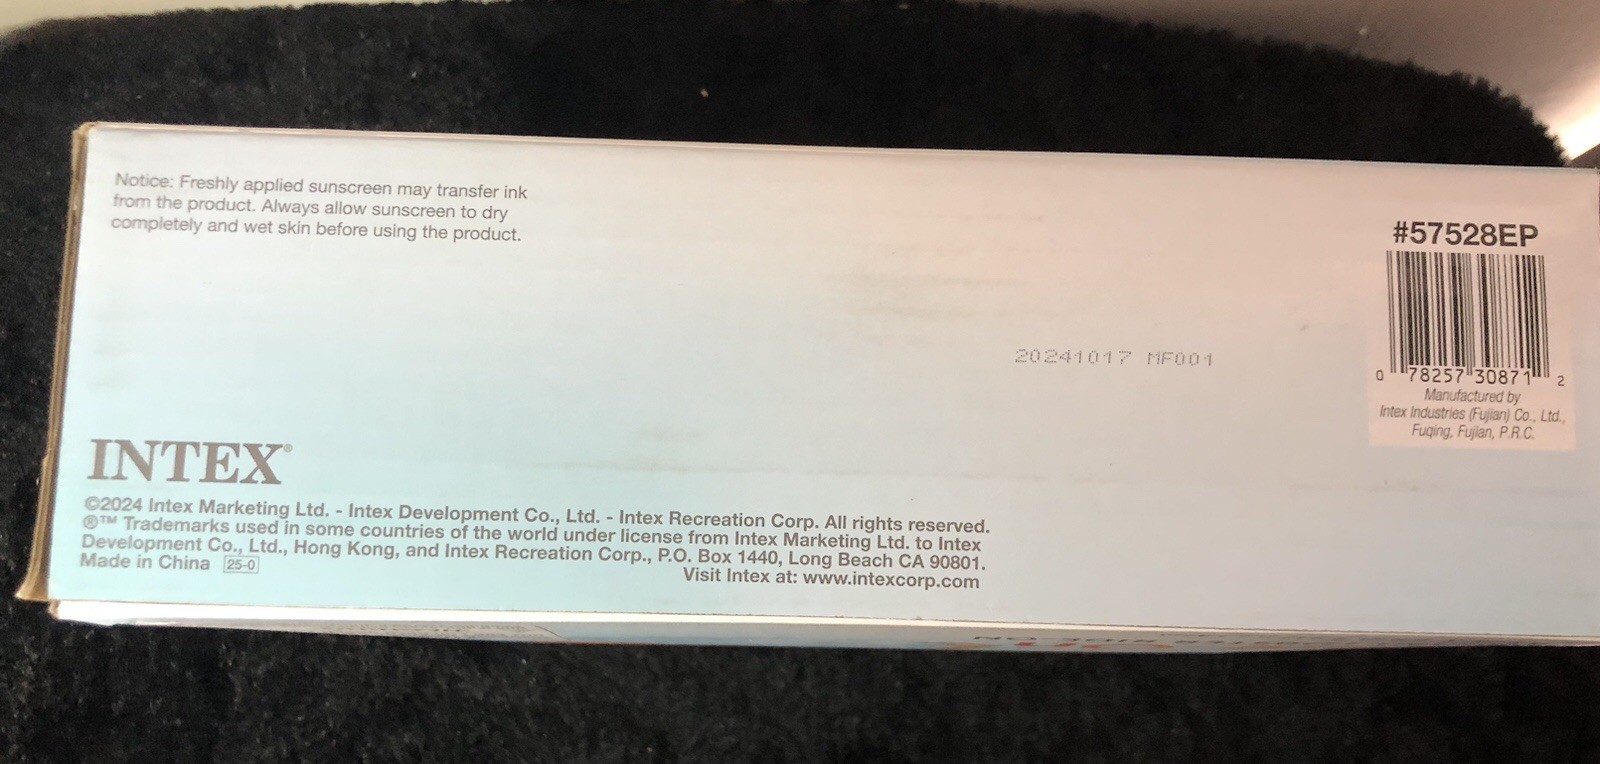 Notice: Freshly applied sunscreen may transfer ink
from the product. Always allow sunscreen to dry
completely and wet skin before using the product.
#57528EP
20241017 MF001
0 78257 30871 2
Manufactured by
Intex Industries (Fujian) Co., Ltd.,
Fuqing, Fujian, P.R.C.
INTEX®
©2024 Intex Marketing Ltd. - Intex Development Co., Ltd. - Intex Recreation Corp. All rights reserved.
®™ Trademarks used in some countries of the world under license from Intex Marketing Ltd. to Intex
Development Co., Ltd., Hong Kong, and Intex Recreation Corp., P.O. Box 1440, Long Beach CA 90801.
Made in China 25-0
Visit Intex at: www.intexcorp.com
RIDE-ON